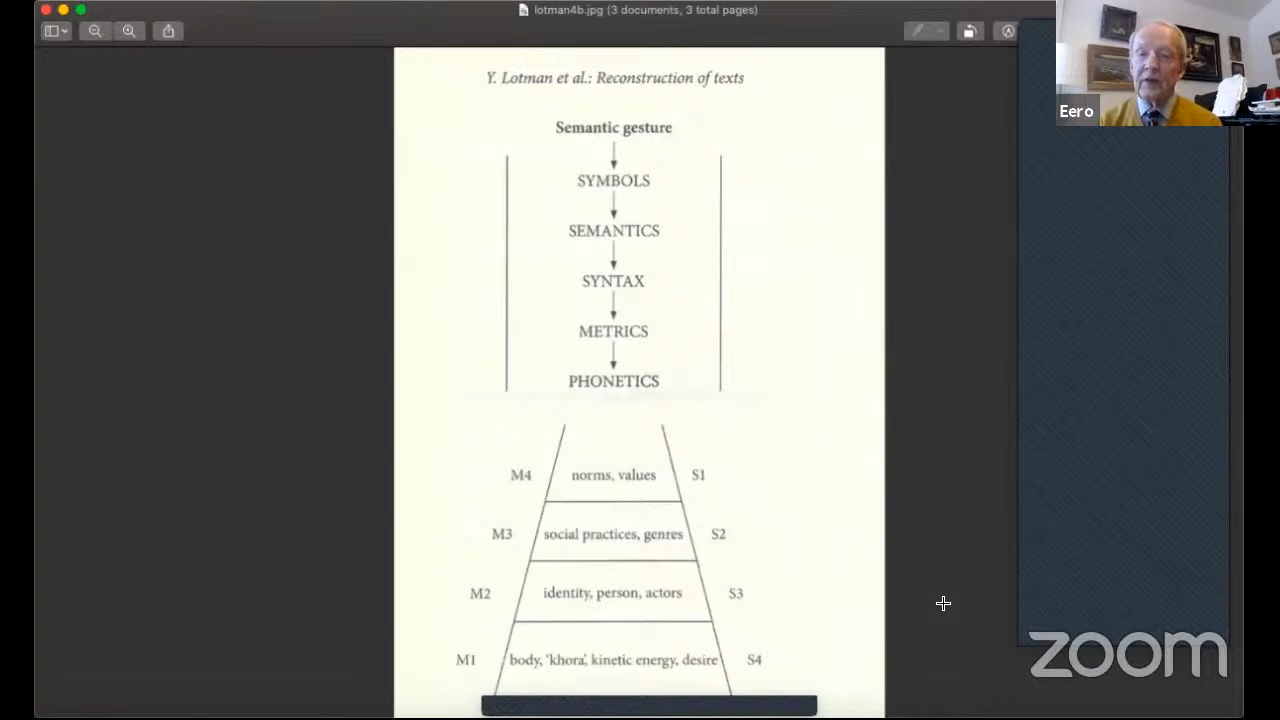 lotman4b.jpg (3 documents, 3 total pages)
Eero
Y. Lotman et al.: Reconstruction of texts
Semantic gesture
SYMBOLS
SEMANTICS
SYNTAX
METRICS
PHONETICS
M4 norms, values S1
M3 social practices, genres S2
M2 identity, person, actors S3
M1 body, 'khora', kinetic energy, desire S4
zoom